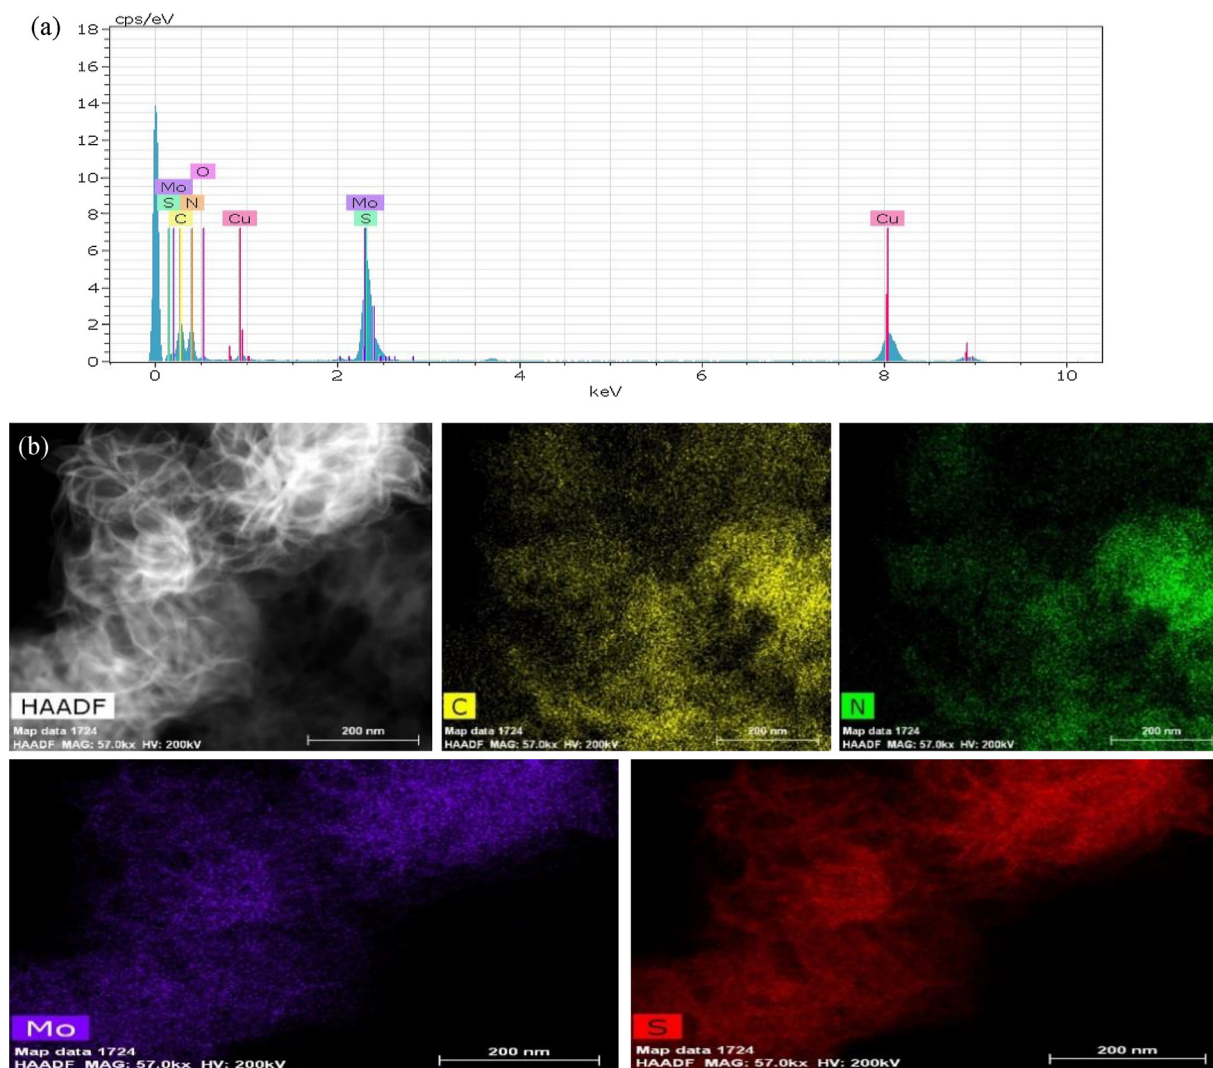 (a)
cps/eV
18
16
14
12
10
8
6
4
2
0
O
Mo
S N
C
Cu
Mo
S
Cu
0 2 4 6 8 10
keV
(b)
HAADF
Map data 1724
HAADF MAG: 57.0kx HV: 200kV
200 nm
C
Map data 1724
HAADF MAG: 57.0kx HV: 200kV
200 nm
N
Map data 1724
HAADF MAG: 57.0kx HV: 200kV
200 nm
Mo
Map data 1724
HAADF MAG: 57.0kx HV: 200kV
200 nm
S
Map data 1724
HAADF MAG: 57.0kx HV: 200kV
200 nm